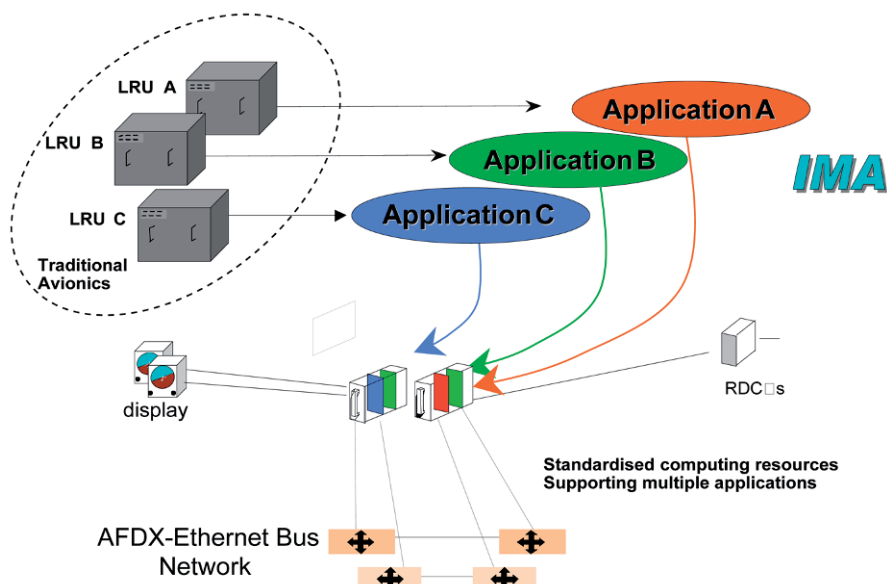 LRU A
Application A
LRU B
Application B
IMA
LRU C
Application C
Traditional
Avionics
display
RDC□s
Standardised computing resources
Supporting multiple applications
AFDX-Ethernet Bus
Network